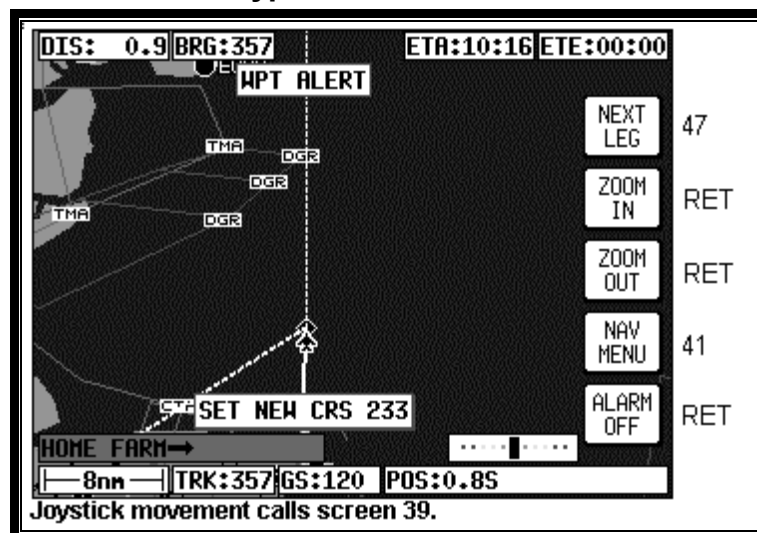 DIS: 0.9 BRG:357 ETA:10:16 ETE:00:00
WPT ALERT
NEXT LEG 47
TMA
DGR
DGR
ZOOM IN RET
TMA
DGR
ZOOM OUT RET
NAV MENU 41
SET NEW CRS 233
ALARM OFF RET
HOME FARM→
8nm TRK:357 GS:120 POS:0.8S
Joystick movement calls screen 39.